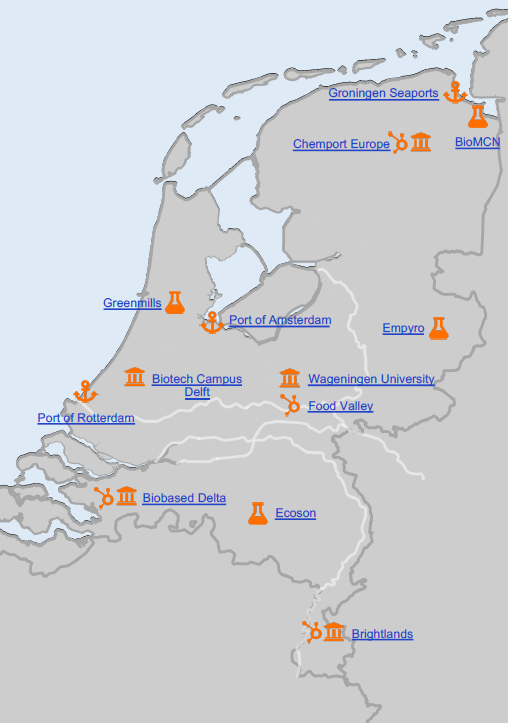 Groningen Seaports
Chemport Europe
BioMCN
Greenmills
Port of Amsterdam
Empyro
Biotech Campus
Delft
Wageningen University
Port of Rotterdam
Food Valley
Biobased Delta
Ecoson
Brightlands